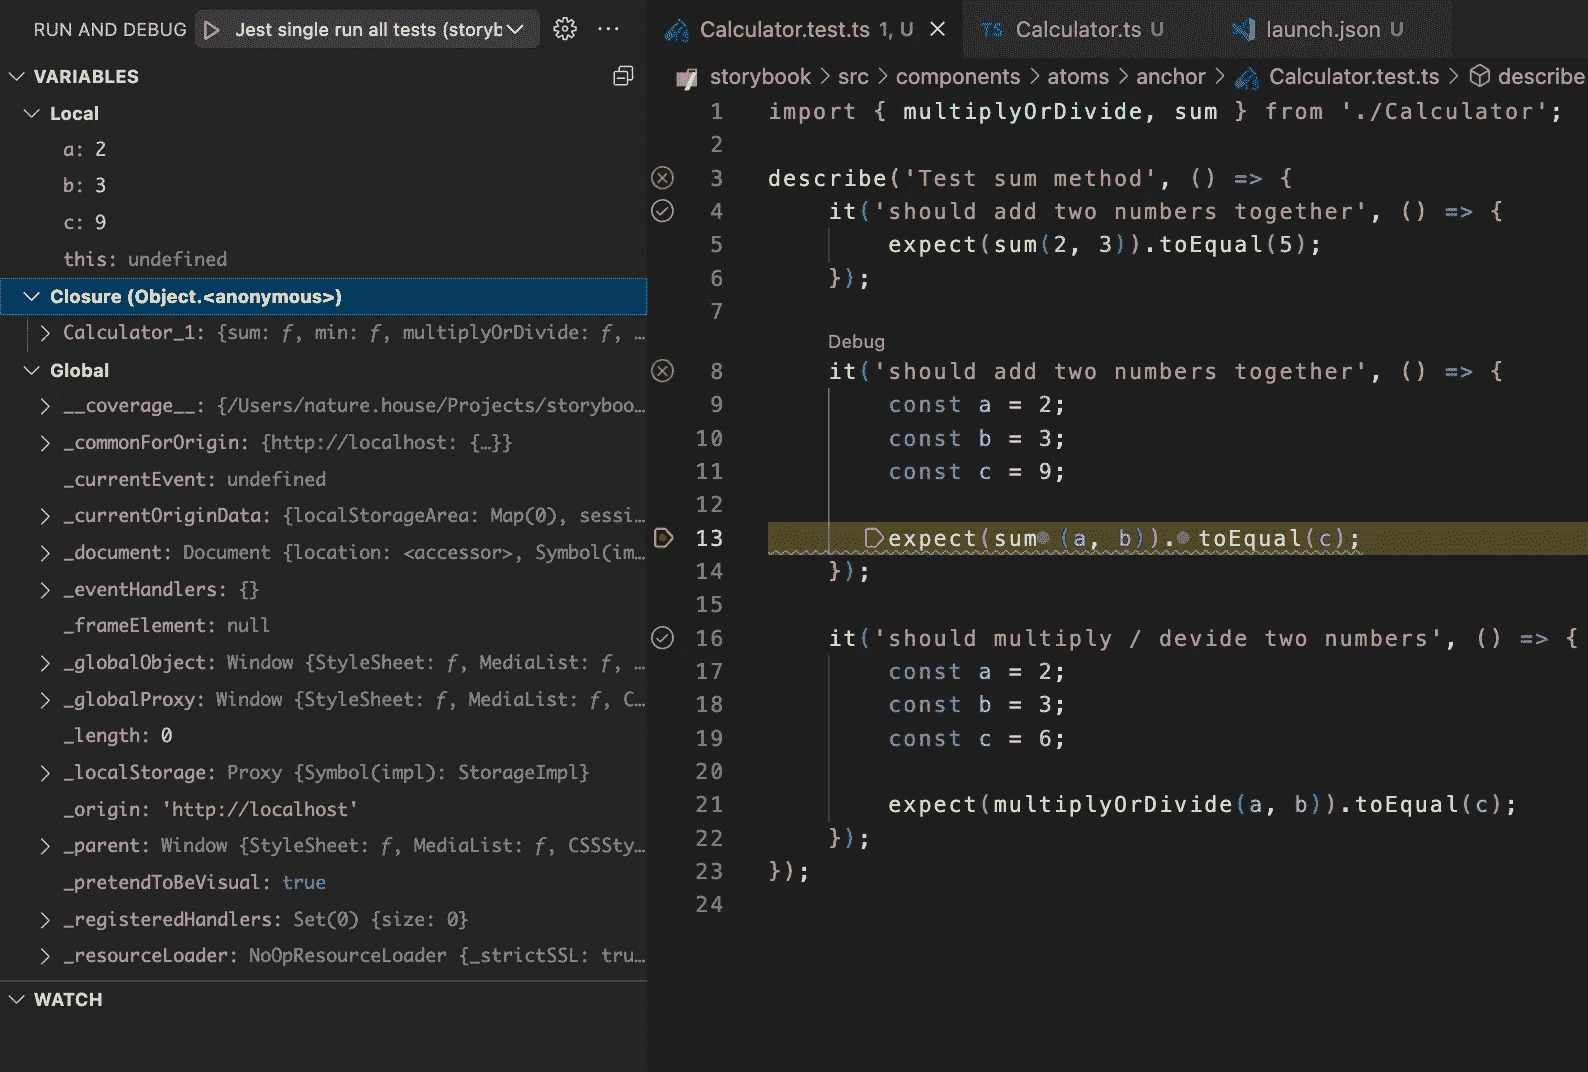 RUN AND DEBUG Jest single run all tests (storyb ···
VARIABLES
Local
a: 2
b: 3
c: 9
this: undefined
Closure (Object.<anonymous>)
Calculator_1: {sum: ƒ, min: ƒ, multiplyOrDivide: ƒ, …
Global
__coverage__: {/Users/nature.house/Projects/storyboo…
_commonForOrigin: {http://localhost: {…}}
_currentEvent: undefined
_currentOriginData: {localStorageArea: Map(0), sessi…
_document: Document {location: <accessor>, Symbol(im…
_eventHandlers: {}
_frameElement: null
_globalObject: Window {StyleSheet: ƒ, MediaList: ƒ, …
_globalProxy: Window {StyleSheet: ƒ, MediaList: ƒ, C…
_length: 0
_localStorage: Proxy {Symbol(impl): StorageImpl}
_origin: 'http://localhost'
_parent: Window {StyleSheet: ƒ, MediaList: ƒ, CSSSty…
_pretendToBeVisual: true
_registeredHandlers: Set(0) {size: 0}
_resourceLoader: NoOpResourceLoader {_strictSSL: tru…
WATCH
Calculator.test.ts 1, U TS Calculator.ts U launch.json U
storybook > src > components > atoms > anchor > Calculator.test.ts > describe
1 import { multiplyOrDivide, sum } from './Calculator';
2
3 describe('Test sum method', () => {
4 it('should add two numbers together', () => {
5 expect(sum(2, 3)).toEqual(5);
6 });
7
Debug
8 it('should add two numbers together', () => {
9 const a = 2;
10 const b = 3;
11 const c = 9;
12
13 expect(sum (a, b)). toEqual(c);
14 });
15
16 it('should multiply / devide two numbers', () => {
17 const a = 2;
18 const b = 3;
19 const c = 6;
20
21 expect(multiplyOrDivide(a, b)).toEqual(c);
22 });
23 });
24